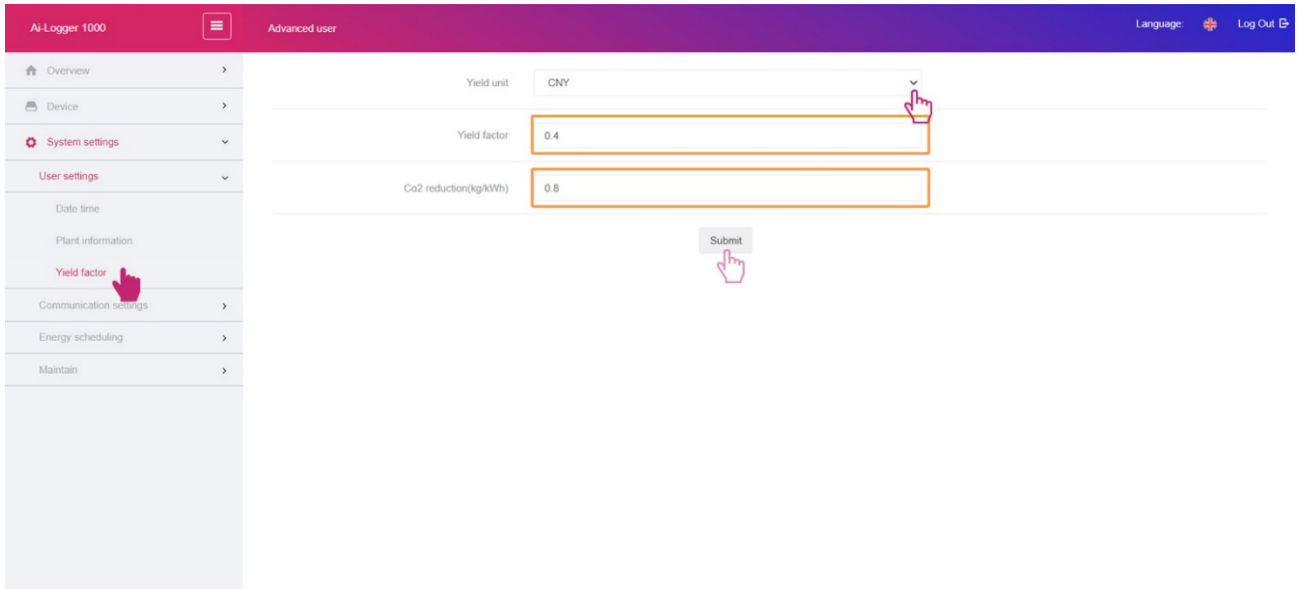 Ai-Logger 1000
Advanced user
Language:
Log Out
Overview
Device
System settings
User settings
Date time
Plant information
Yield factor
Communication settings
Energy scheduling
Maintain
Yield unit
CNY
Yield factor
0.4
Co2 reduction(kg/kWh)
0.8
Submit